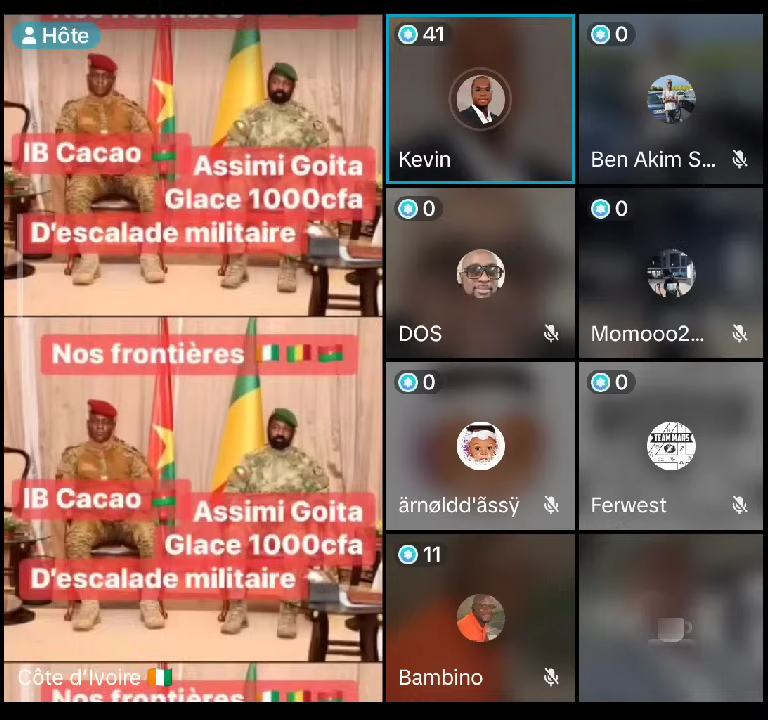 Hôte
IB Cacao
Assimi Goita
Glace 1000cfa
D'escalade militaire
Nos frontières
IB Cacao
Assimi Goita
Glace 1000cfa
D'escalade militaire
Côte d'Ivoire
Nos frontières
41
Kevin
0
Ben Akim S...
0
DOS
0
Momooo2...
0
ärnøldd'ãssÿ
0
TEAM MARS
Ferwest
11
Bambino